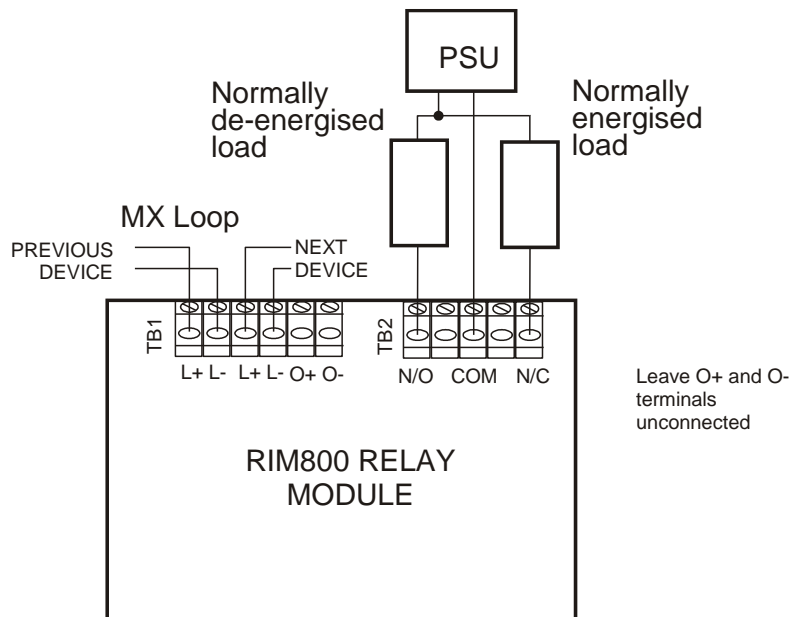 PSU
Normally
de-energised
load
Normally
energised
load
MX Loop
PREVIOUS
DEVICE
NEXT
DEVICE
TB1
TB2
L+ L- L+ L- O+ O-
N/O COM N/C
Leave O+ and O-
terminals
unconnected
RIM800 RELAY
MODULE